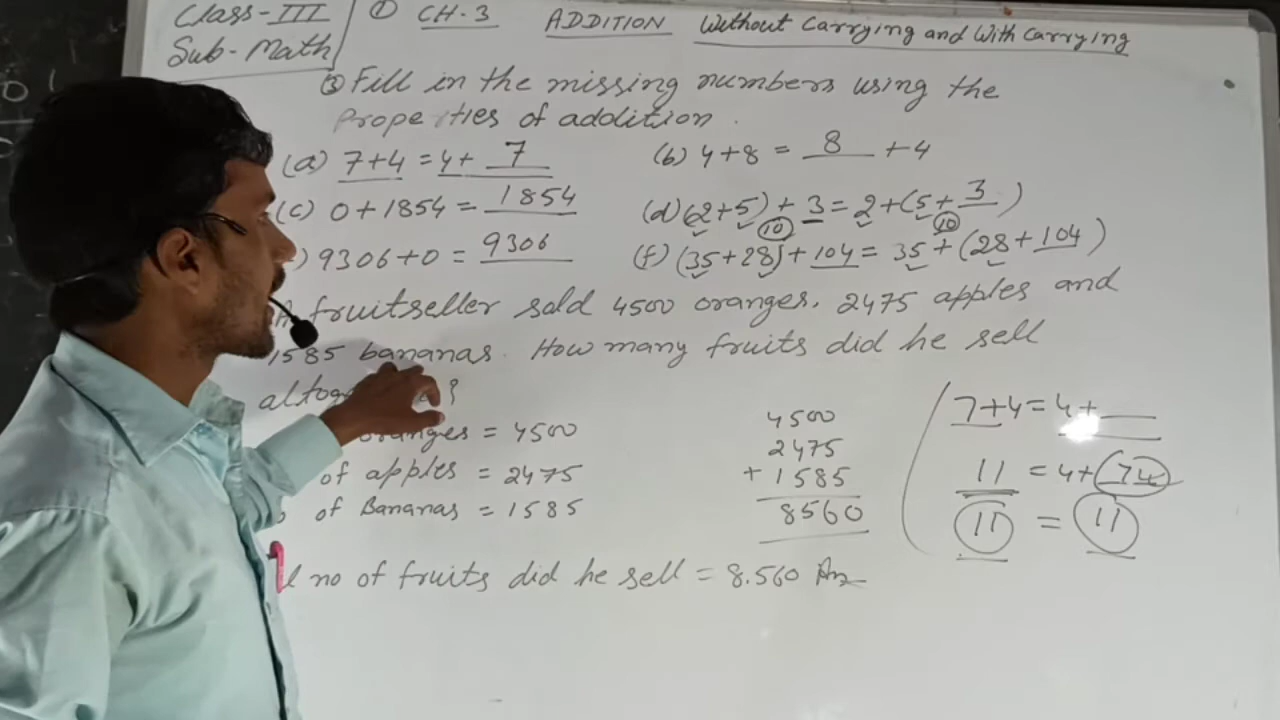 Class-III ① CH.3 ADDITION Without Carrying and With Carrying
Sub-Math
③ Fill in the missing numbers using the
Properties of addition.
(a) 7+4 = 4+ 7 (b) 4+8 = 8 +4
(c) 0+1854 = 1854 (d) (2+5)+3 = 2+(5+3)
10 10
) 9306+0 = 9306 (f) (35+28)+104 = 35+(28+104)
A fruitseller sold 4500 oranges, 2475 apples and
1585 bananas. How many fruits did he sell
?
oranges = 4500
of apples = 2475
of Bananas = 1585
4500
2475
+ 1585
8560
no of fruits did he sell = 8.560 Ans
7+4 = 4+ __
11 = 4+
11 = 11